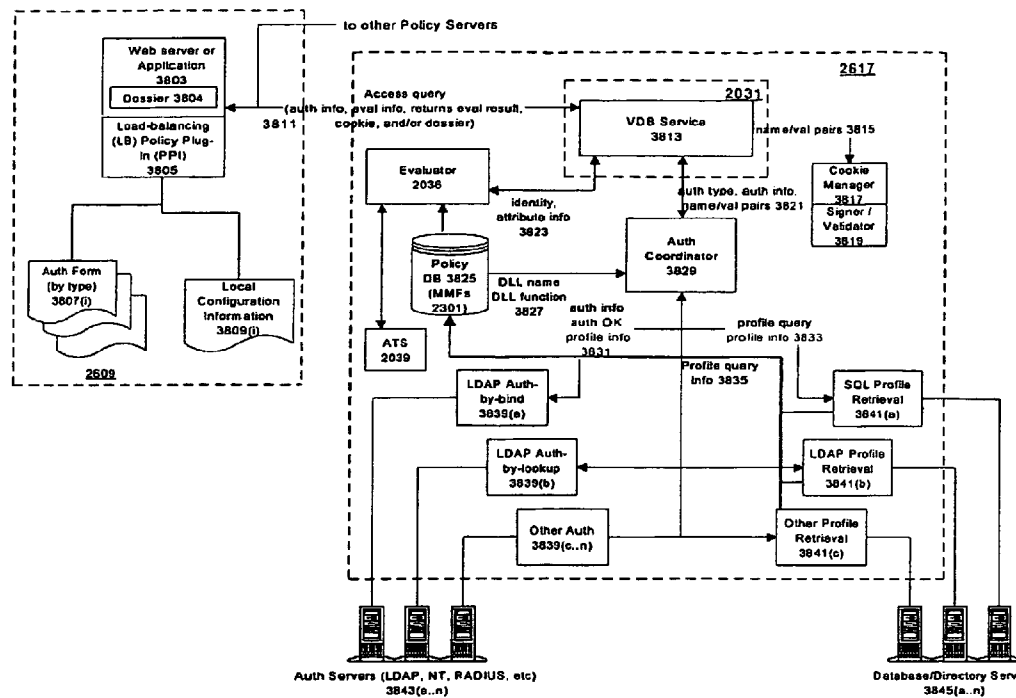 to other Policy Servers
Web server or
Application
3803
Dossier 3804
Load-balancing
(LB) Policy Plug-
in (PPI)
3805
Auth Form
(by type)
3807(i)
Local
Configuration
Information
3809(i)
2609
2617
Access query
(auth info, eval info, returns eval result,
cookie, and/or dossier)
3811
2031
VDB Service
3813
name/val pairs 3815
Cookie
Manager
3817
Signer /
Validator
3819
Evaluator
2036
identity,
attribute info
3823
auth type, auth info,
name/val pairs 3821
Auth
Coordinator
3829
Policy
DB 3825
(MMFs
2301)
DLL name
DLL function
3827
ATS
2039
auth info
auth OK
profile info
3831
profile query
profile info 3833
Profile query
info 3835
LDAP Auth-
by-bind
3839(a)
SQL Profile
Retrieval
3841(a)
LDAP Auth-
by-lookup
3839(b)
LDAP Profile
Retrieval
3841(b)
Other Auth
3839(c..n)
Other Profile
Retrieval
3841(c)
Auth Servers (LDAP, NT, RADIUS, etc)
3843(a..n)
Database/Directory Serv
3845(a..n)